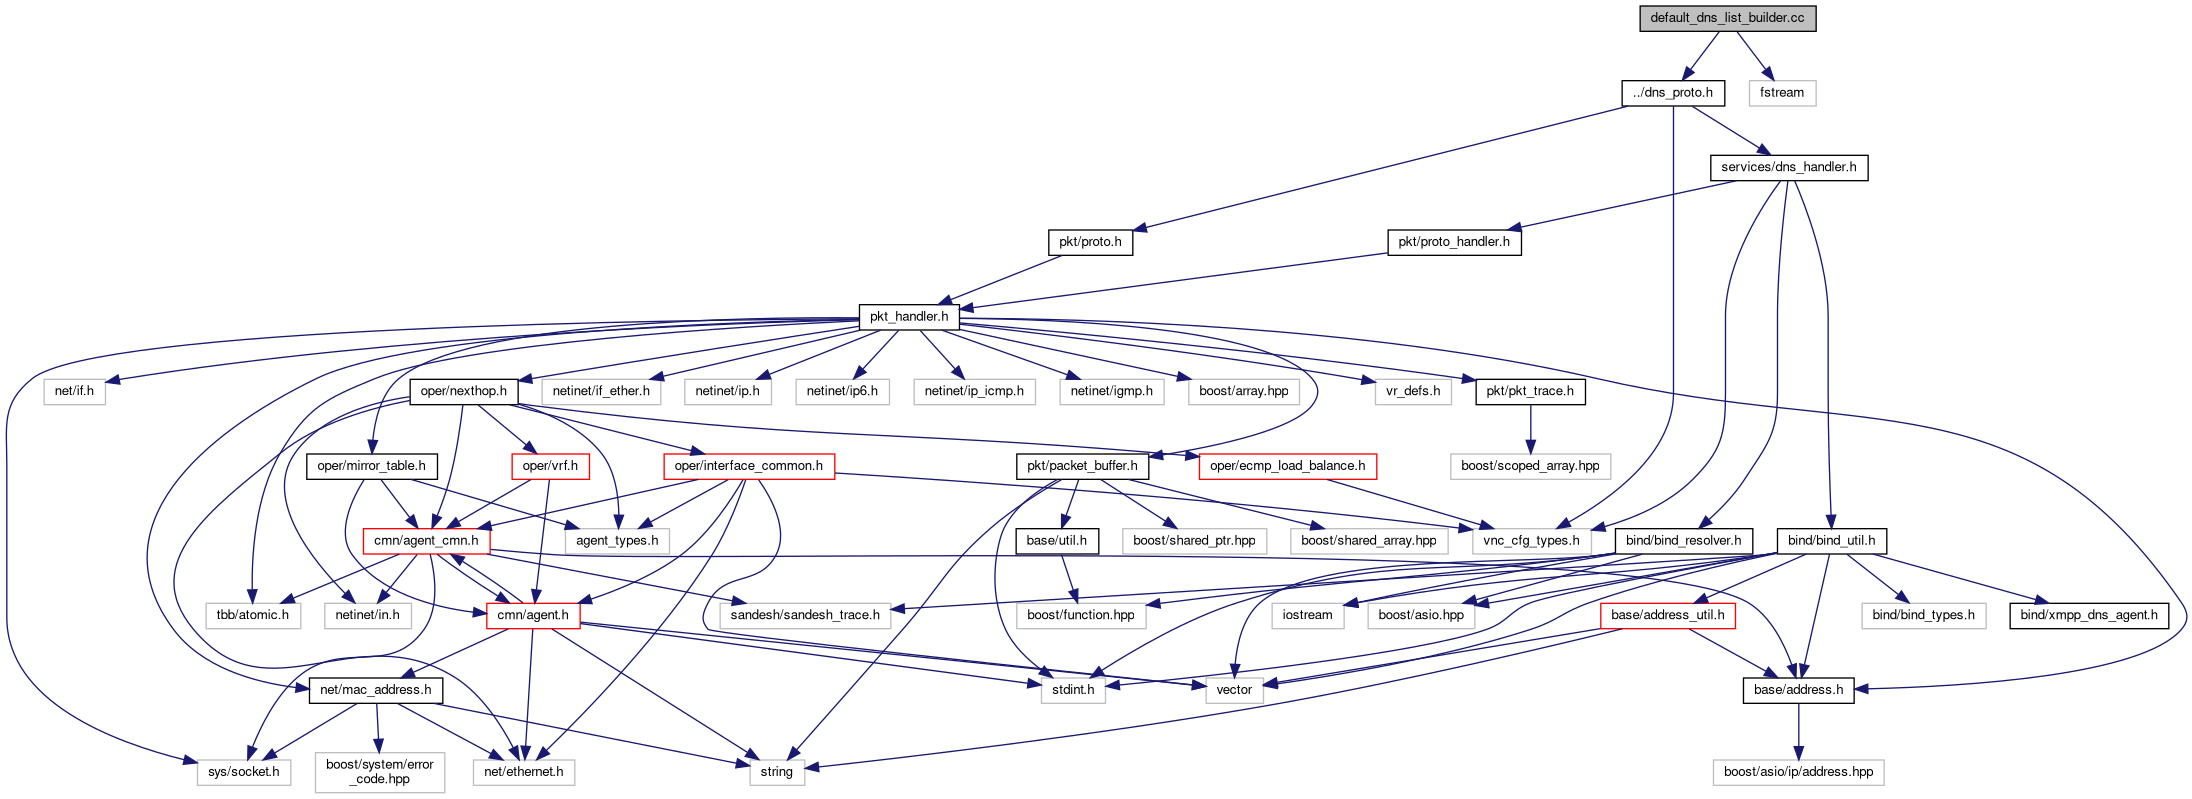 default_dns_list_builder.cc
../dns_proto.h
fstream
services/dns_handler.h
pkt/proto.h
pkt/proto_handler.h
pkt_handler.h
net/if.h
oper/nexthop.h
netinet/if_ether.h
netinet/ip.h
netinet/ip6.h
netinet/ip_icmp.h
netinet/igmp.h
boost/array.hpp
vr_defs.h
pkt/pkt_trace.h
oper/mirror_table.h
oper/vrf.h
oper/interface_common.h
pkt/packet_buffer.h
oper/ecmp_load_balance.h
boost/scoped_array.hpp
cmn/agent_cmn.h
agent_types.h
base/util.h
boost/shared_ptr.hpp
boost/shared_array.hpp
vnc_cfg_types.h
bind/bind_resolver.h
bind/bind_util.h
tbb/atomic.h
netinet/in.h
cmn/agent.h
sandesh/sandesh_trace.h
boost/function.hpp
iostream
boost/asio.hpp
base/address_util.h
bind/bind_types.h
bind/xmpp_dns_agent.h
net/mac_address.h
stdint.h
vector
base/address.h
sys/socket.h
boost/system/error
_code.hpp
net/ethernet.h
string
boost/asio/ip/address.hpp